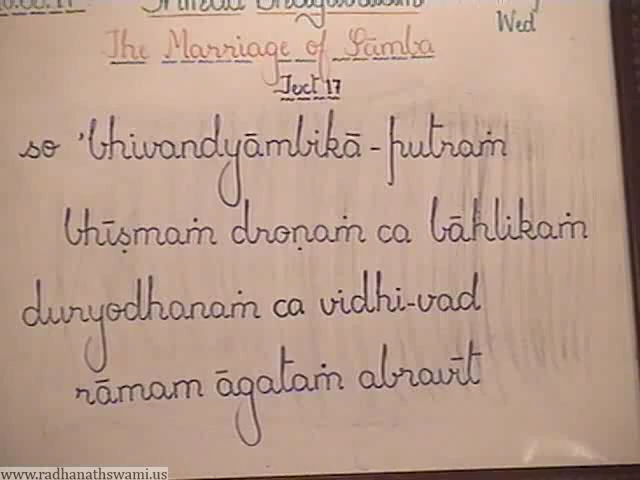 Wed
The Marriage of Sāmba
Text 17
so 'bhivandyāmbikā-putraṁ
bhīṣmaṁ droṇaṁ ca bāhlikaṁ
duryodhanaṁ ca vidhi-vad
rāmam āgataṁ abravīt
www.radhanathswami.us